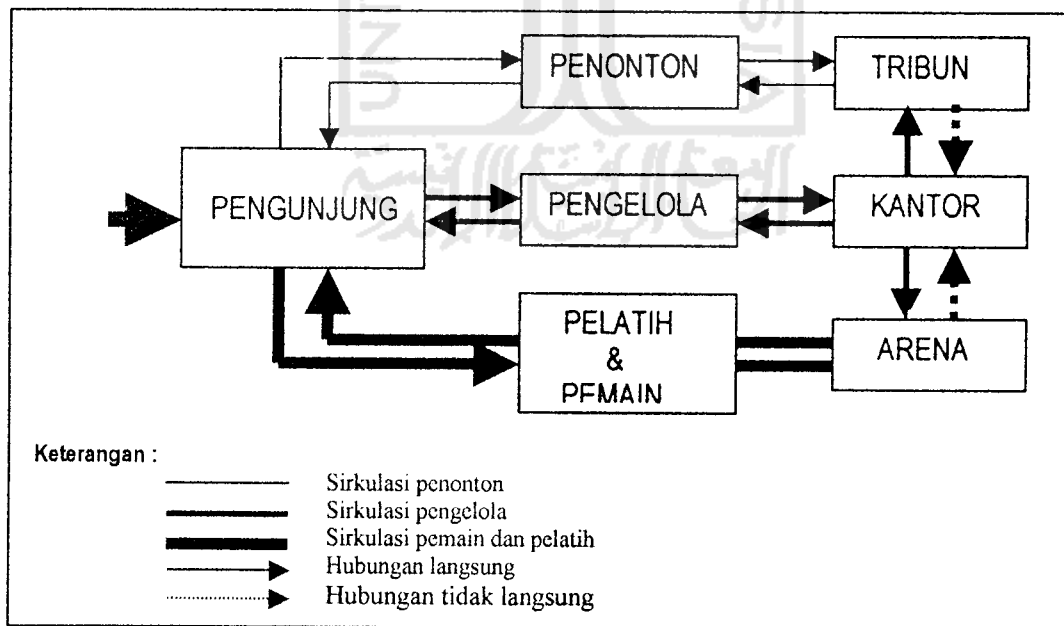 PENONTON
TRIBUN
PENGUNJUNG
PENGELOLA
KANTOR
PELATIH
&
PEMAIN
ARENA
Keterangan :
Sirkulasi penonton
Sirkulasi pengelola
Sirkulasi pemain dan pelatih
Hubungan langsung
Hubungan tidak langsung